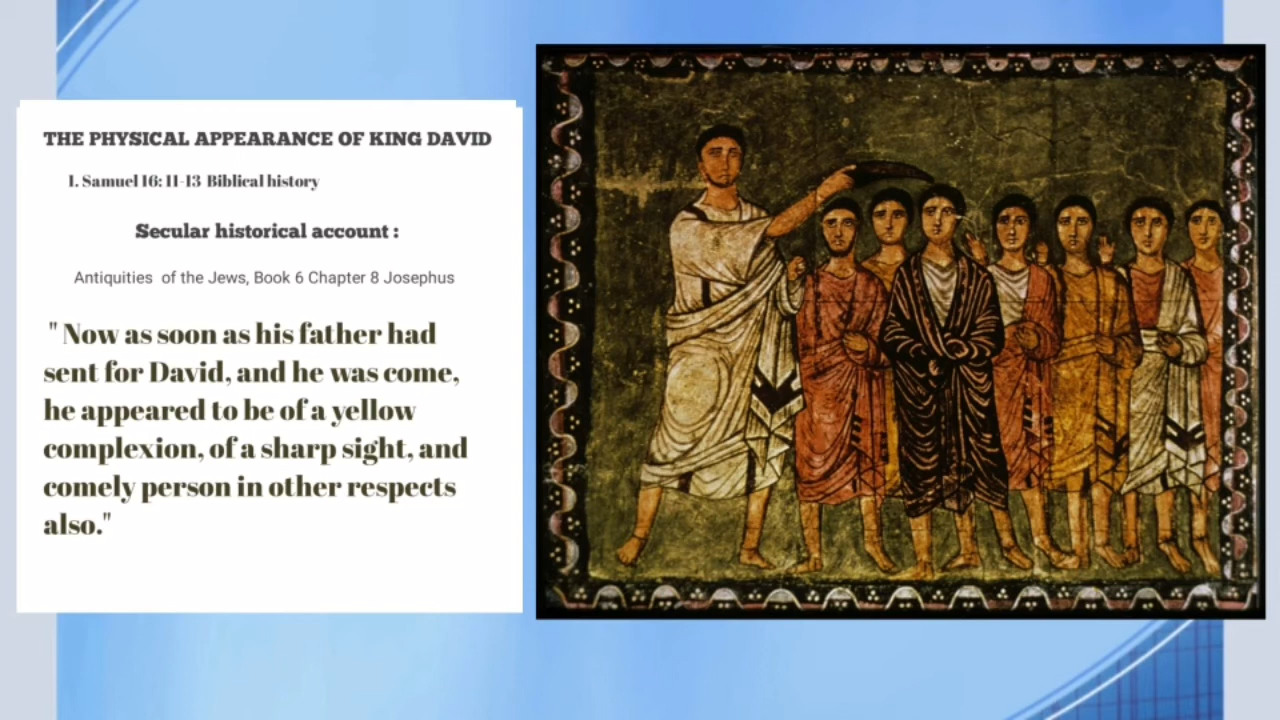 THE PHYSICAL APPEARANCE OF KING DAVID
1. Samuel 16: 11-13 Biblical history
Secular historical account :
Antiquities of the Jews, Book 6 Chapter 8 Josephus
" Now as soon as his father had
sent for David, and he was come,
he appeared to be of a yellow
complexion, of a sharp sight, and
comely person in other respects
also."